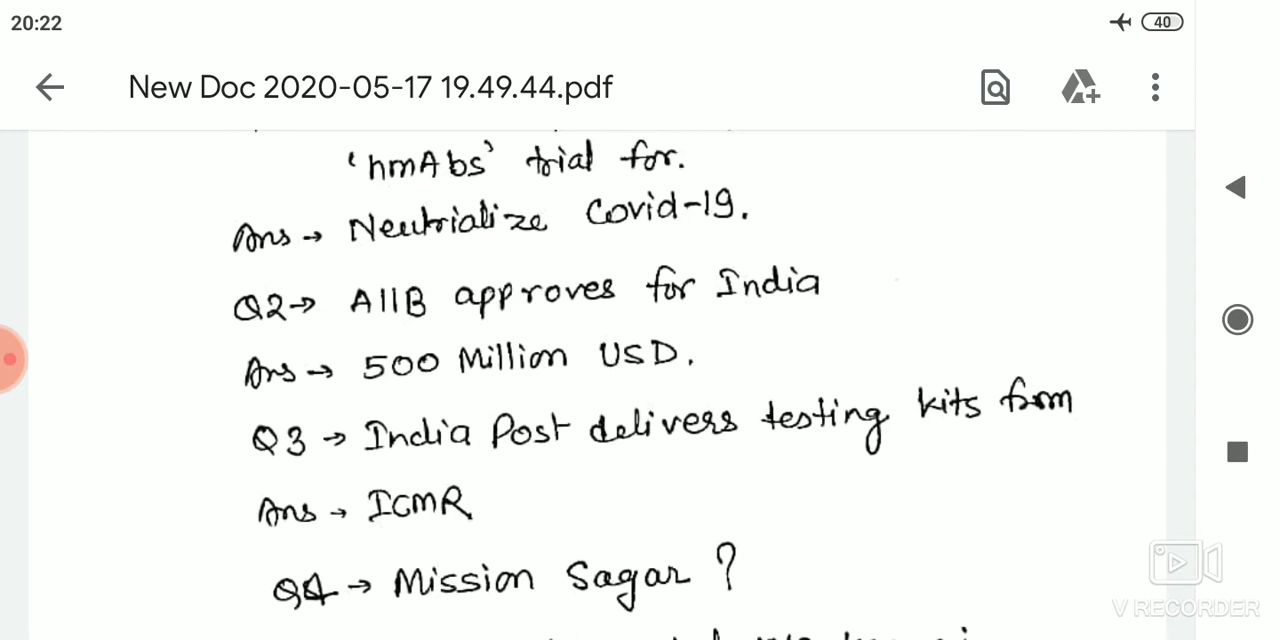 20:22
40
New Doc 2020-05-17 19.49.44.pdf
'hmAbs' trial for.
Ans → Neutrialize Covid-19.
Q2→ AIIB approves for India
Ans → 500 Million USD.
Q3 → India Post delivers testing kits from
Ans → ICMR
Q4 → Mission Sagar ?
V RECORDER